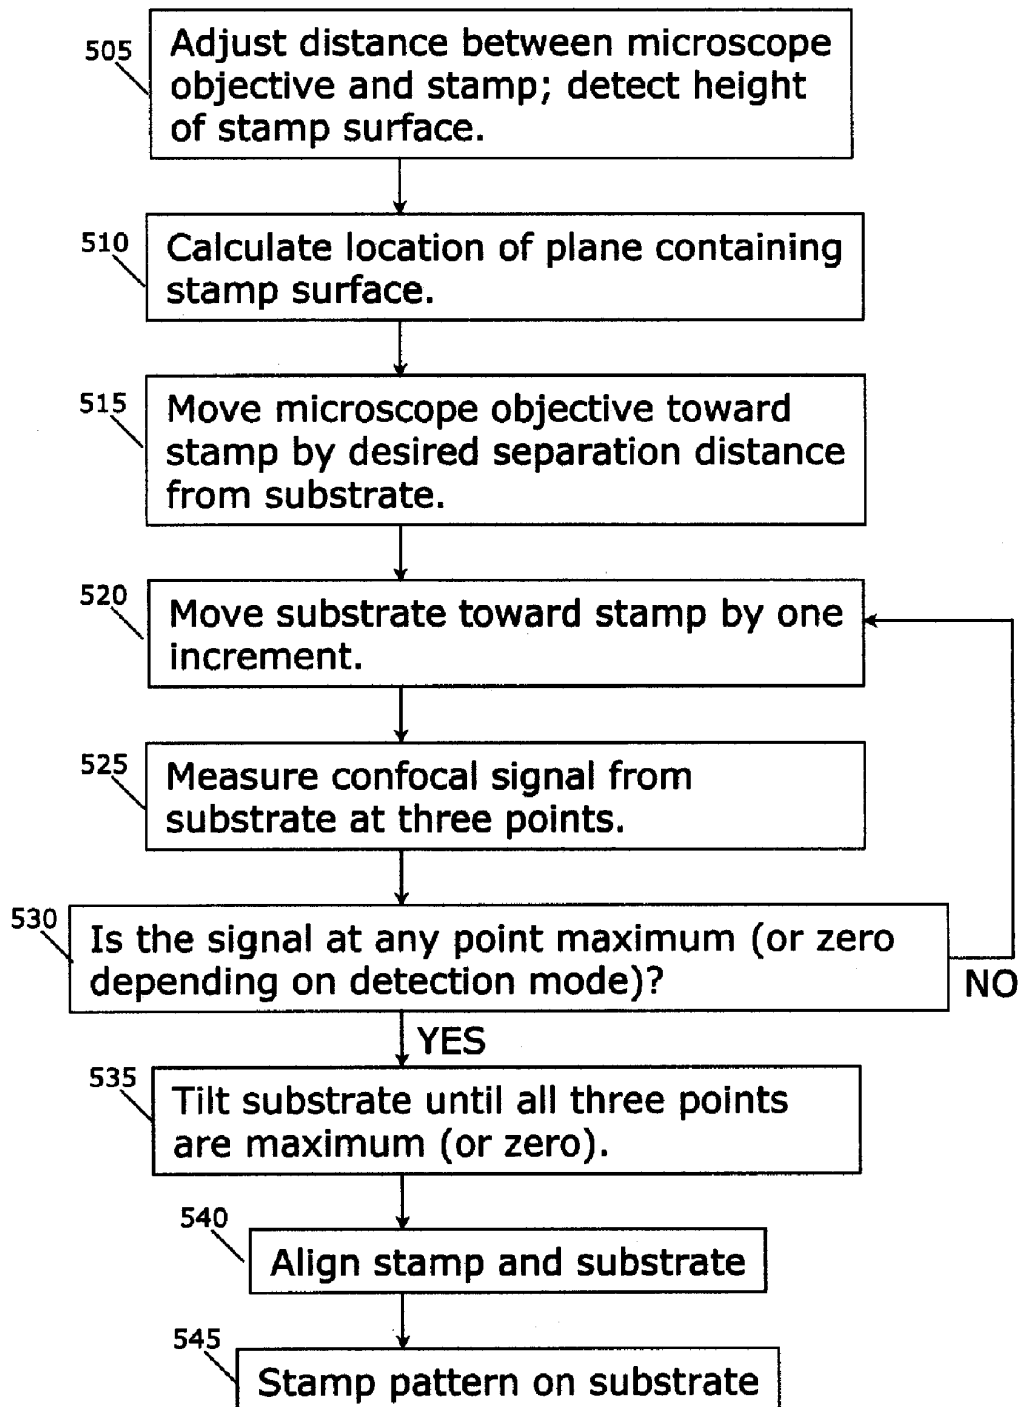 505
Adjust distance between microscope
objective and stamp; detect height
of stamp surface.
510
Calculate location of plane containing
stamp surface.
515
Move microscope objective toward
stamp by desired separation distance
from substrate.
520
Move substrate toward stamp by one
increment.
525
Measure confocal signal from
substrate at three points.
530
Is the signal at any point maximum (or zero
depending on detection mode)?
NO
YES
535
Tilt substrate until all three points
are maximum (or zero).
540
Align stamp and substrate
545
Stamp pattern on substrate